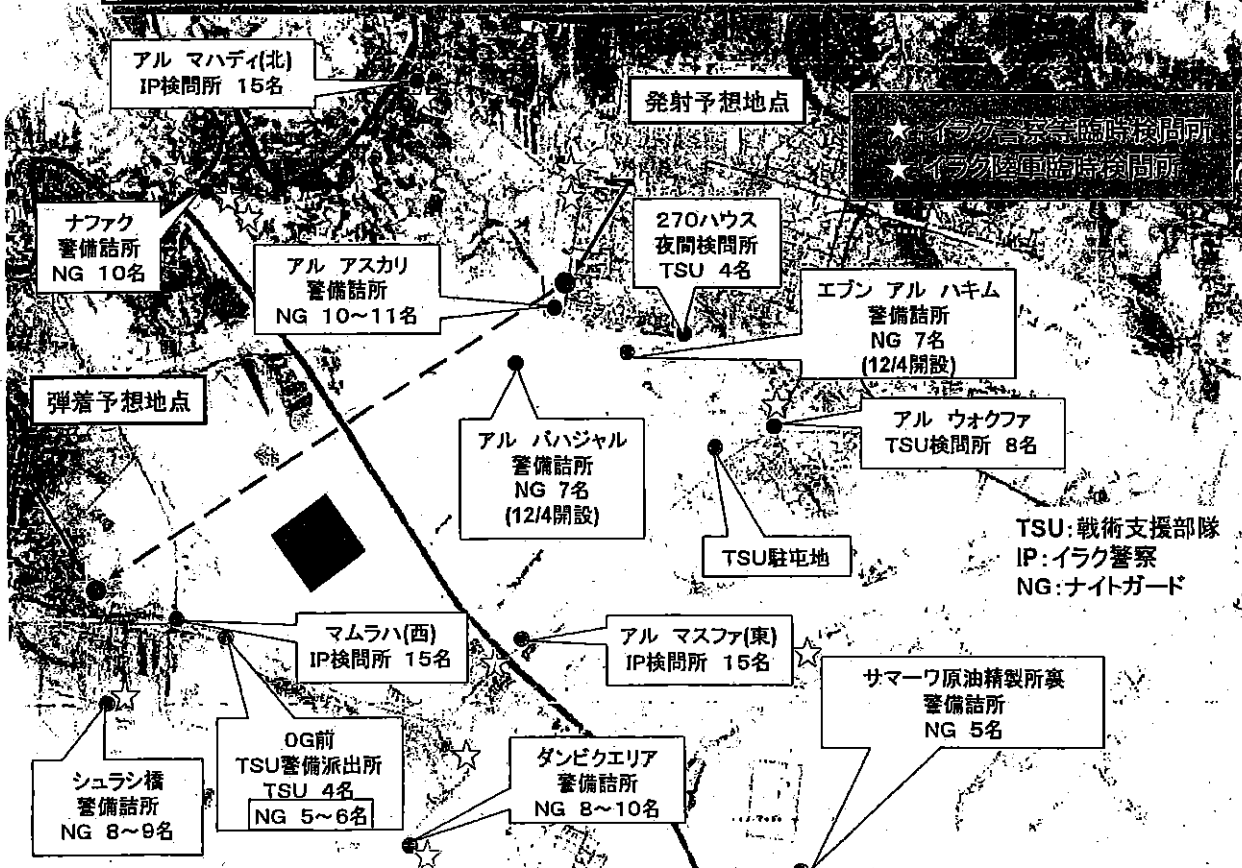 アル マハディ(北)
IP検問所 15名
発射予想地点
★ イラク警察等臨時検問所
★ イラク陸軍臨時検問所
ナファク
警備詰所
NG 10名
アル アスカリ
警備詰所
NG 10～11名
270ハウス
夜間検問所
TSU 4名
エブン アル ハキム
警備詰所
NG 7名
(12/4開設)
弾着予想地点
アル バハジャル
警備詰所
NG 7名
(12/4開設)
アル ウォクファ
TSU検問所 8名
TSU駐屯地
TSU:戦術支援部隊
IP:イラク警察
NG:ナイトガード
マムラハ(西)
IP検問所 15名
アル マスファ(東)
IP検問所 15名
サマーワ原油精製所裏
警備詰所
NG 5名
シュラシ橋
警備詰所
NG 8～9名
OG前
TSU警備派出所
TSU 4名
NG 5～6名
ダンビクエリア
警備詰所
NG 8～10名